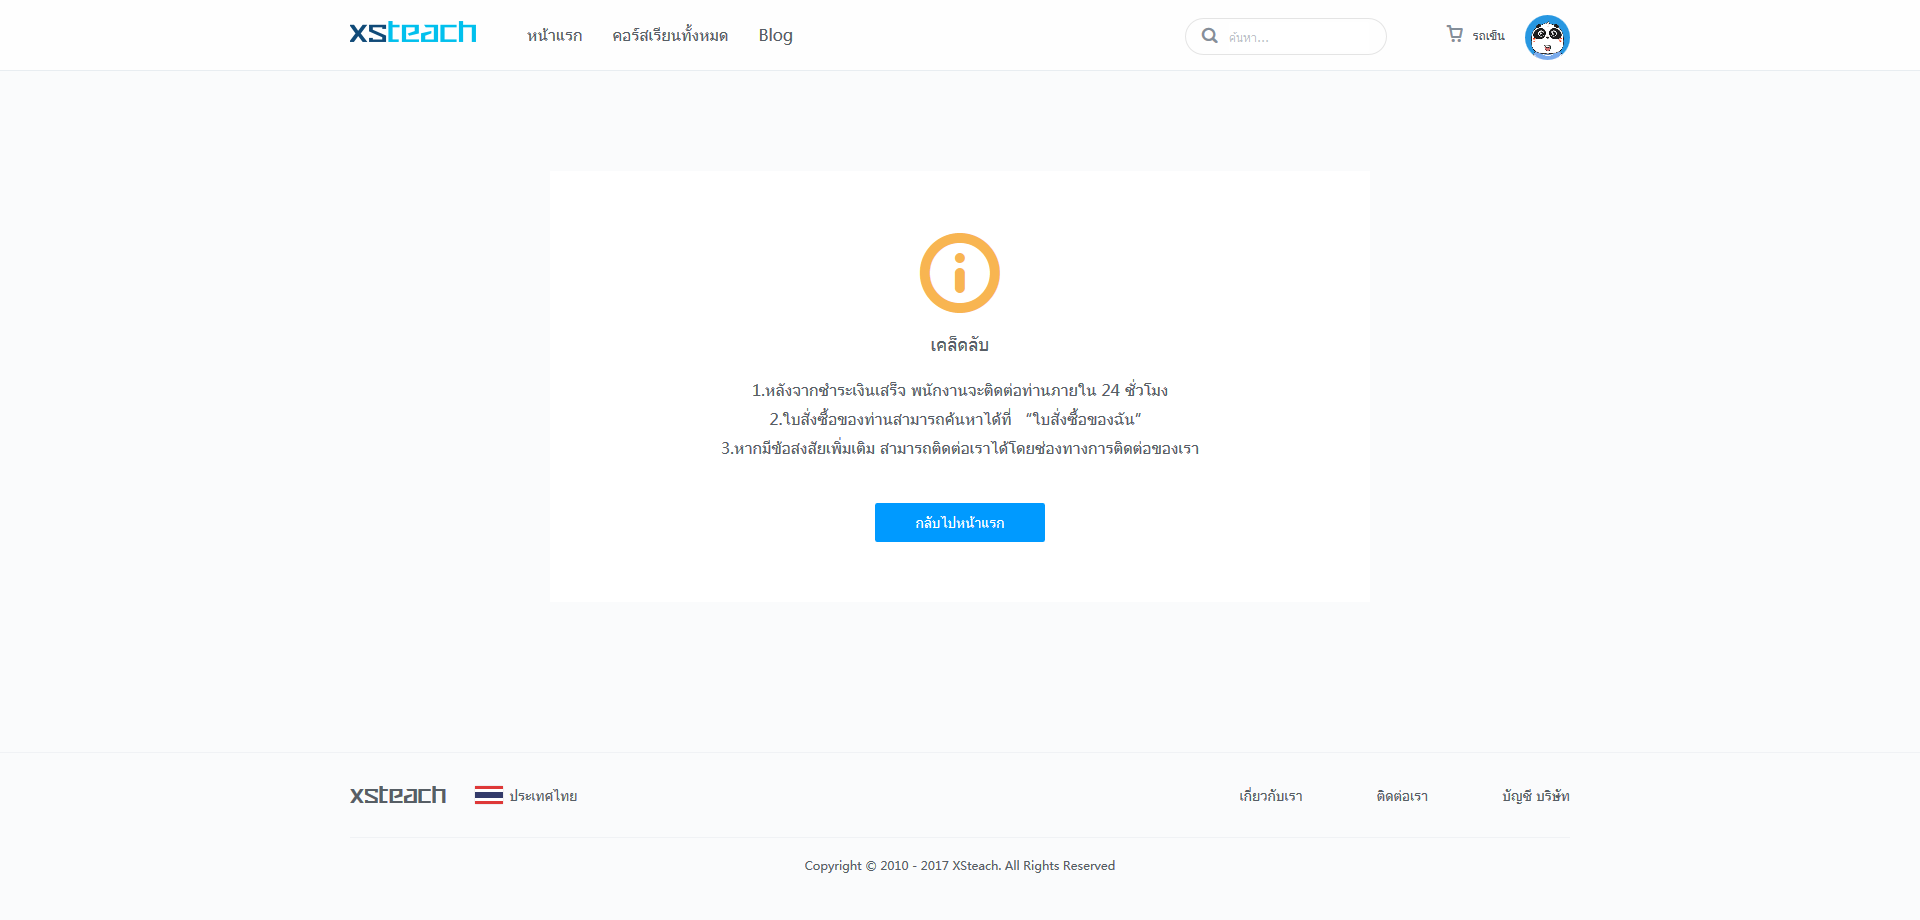 xsteach
หน้าแรก คอร์สเรียนทั้งหมด Blog
ค้นหา...
รถเข็น
เคล็ดลับ
1.หลังจากชำระเงินเสร็จ พนักงานจะติดต่อท่านภายใน 24 ชั่วโมง
2.ใบสั่งซื้อของท่านสามารถค้นหาได้ที่ “ใบสั่งซื้อของฉัน”
3.หากมีข้อสงสัยเพิ่มเติม สามารถติดต่อเราได้โดยช่องทางการติดต่อของเรา
กลับไปหน้าแรก
xsteach ประเทศไทย
เกี่ยวกับเรา ติดต่อเรา บัญชี บริษัท
Copyright © 2010 - 2017 XSteach. All Rights Reserved